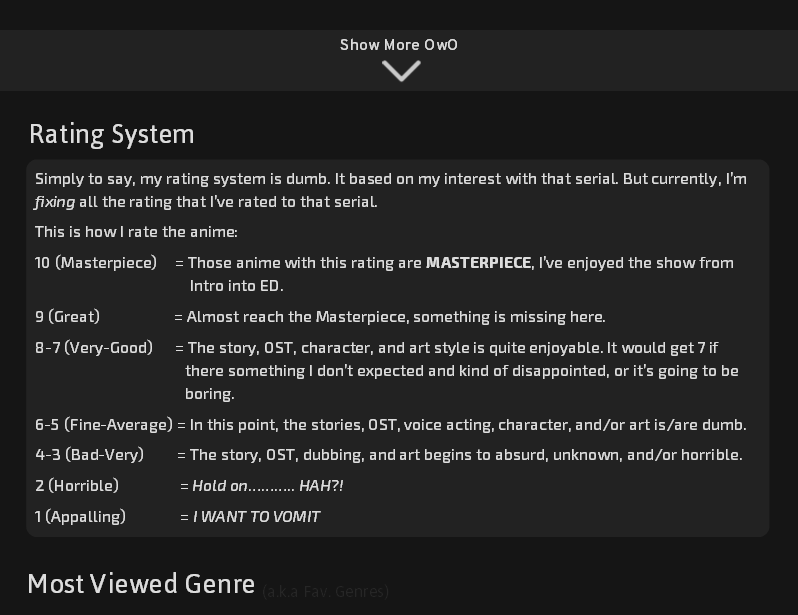 Show More OwO
Rating System
Simply to say, my rating system is dumb. It based on my interest with that serial. But currently, I'm
fixing all the rating that I've rated to that serial.
This is how I rate the anime:
10 (Masterpiece) = Those anime with this rating are MASTERPIECE, I've enjoyed the show from
Intro into ED.
9 (Great) = Almost reach the Masterpiece, something is missing here.
8-7 (Very-Good) = The story, OST, character, and art style is quite enjoyable. It would get 7 if
there something I don't expected and kind of disappointed, or it's going to be
boring.
6-5 (Fine-Average) = In this point, the stories, OST, voice acting, character, and/or art is/are dumb.
4-3 (Bad-Very) = The story, OST, dubbing, and art begins to absurd, unknown, and/or horrible.
2 (Horrible) = Hold on........... HAH?!
1 (Appalling) = I WANT TO VOMIT
Most Viewed Genre (a.k.a Fav. Genres)